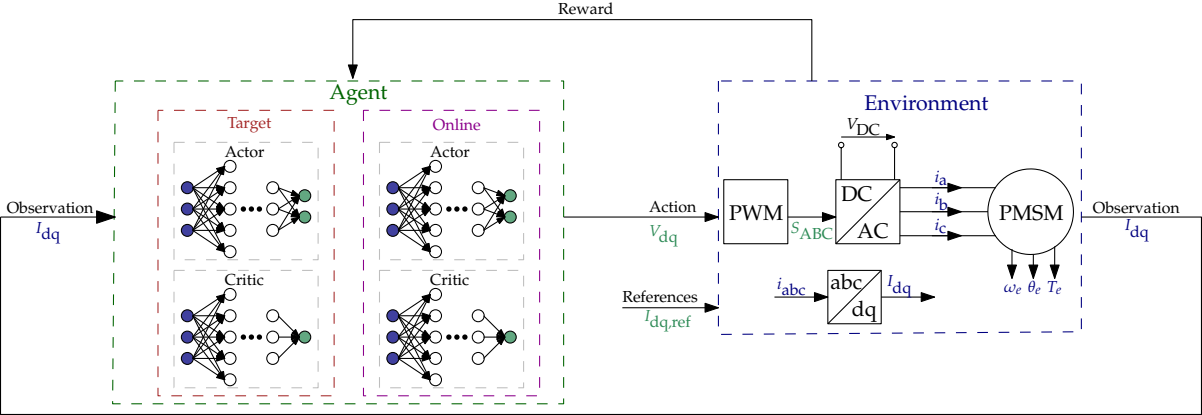 Reward
Agent
Environment
Target
Online
V_DC
Actor
Actor
i_a
DC
i_b
PWM
PMSM
Observation
Action
Observation
I_dq
V_dq
S_ABC
AC
i_c
I_dq
Critic
Critic
i_abc
abc
I_dq
ω_e θ_e T_e
References
dq
I_dq,ref